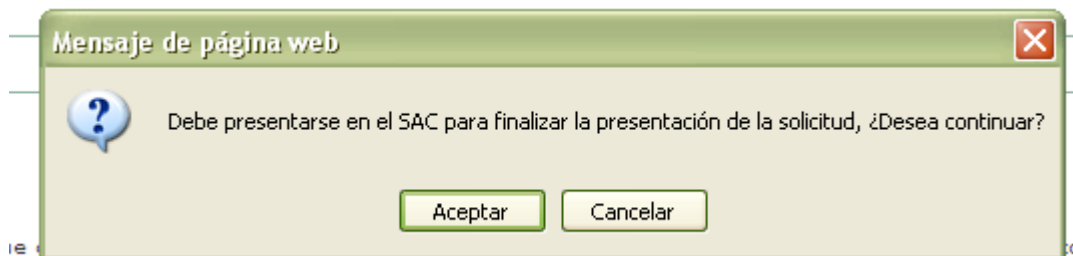 Mensaje de página web
Debe presentarse en el SAC para finalizar la presentación de la solicitud, ¿Desea continuar?
Aceptar
Cancelar